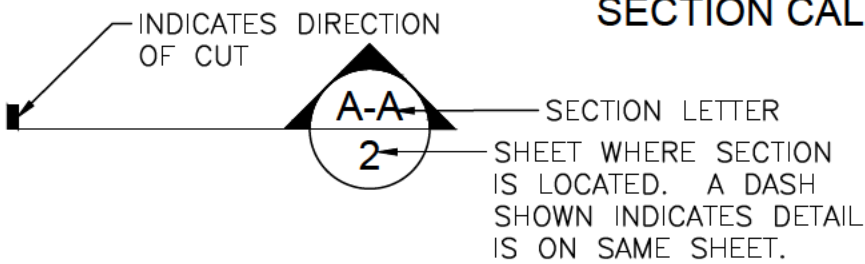 SECTION CAL
INDICATES DIRECTION
OF CUT
A-A
SECTION LETTER
2
SHEET WHERE SECTION
IS LOCATED. A DASH
SHOWN INDICATES DETAIL
IS ON SAME SHEET.